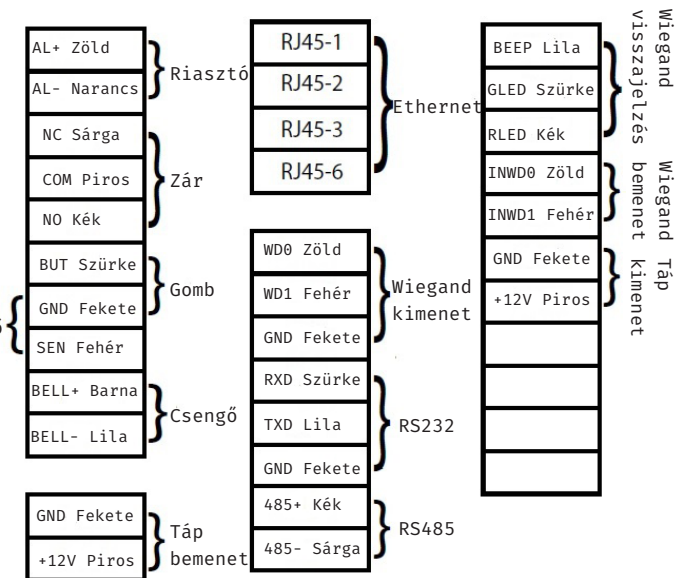 AL+ Zöld
AL- Narancs
Riasztó
NC Sárga
COM Piros
NO Kék
Zár
BUT Szürke
GND Fekete
Gomb
SEN Fehér
BELL+ Barna
BELL- Lila
Csengő
GND Fekete
+12V Piros
Táp
bemenet
RJ45-1
RJ45-2
RJ45-3
RJ45-6
Ethernet
WD0 Zöld
WD1 Fehér
GND Fekete
Wiegand
kimenet
RXD Szürke
TXD Lila
GND Fekete
RS232
485+ Kék
485- Sárga
RS485
BEEP Lila
GLED Szürke
RLED Kék
Wiegand
visszajelzés
INWD0 Zöld
INWD1 Fehér
Wiegand
bemenet
GND Fekete
+12V Piros
Táp
kimenet